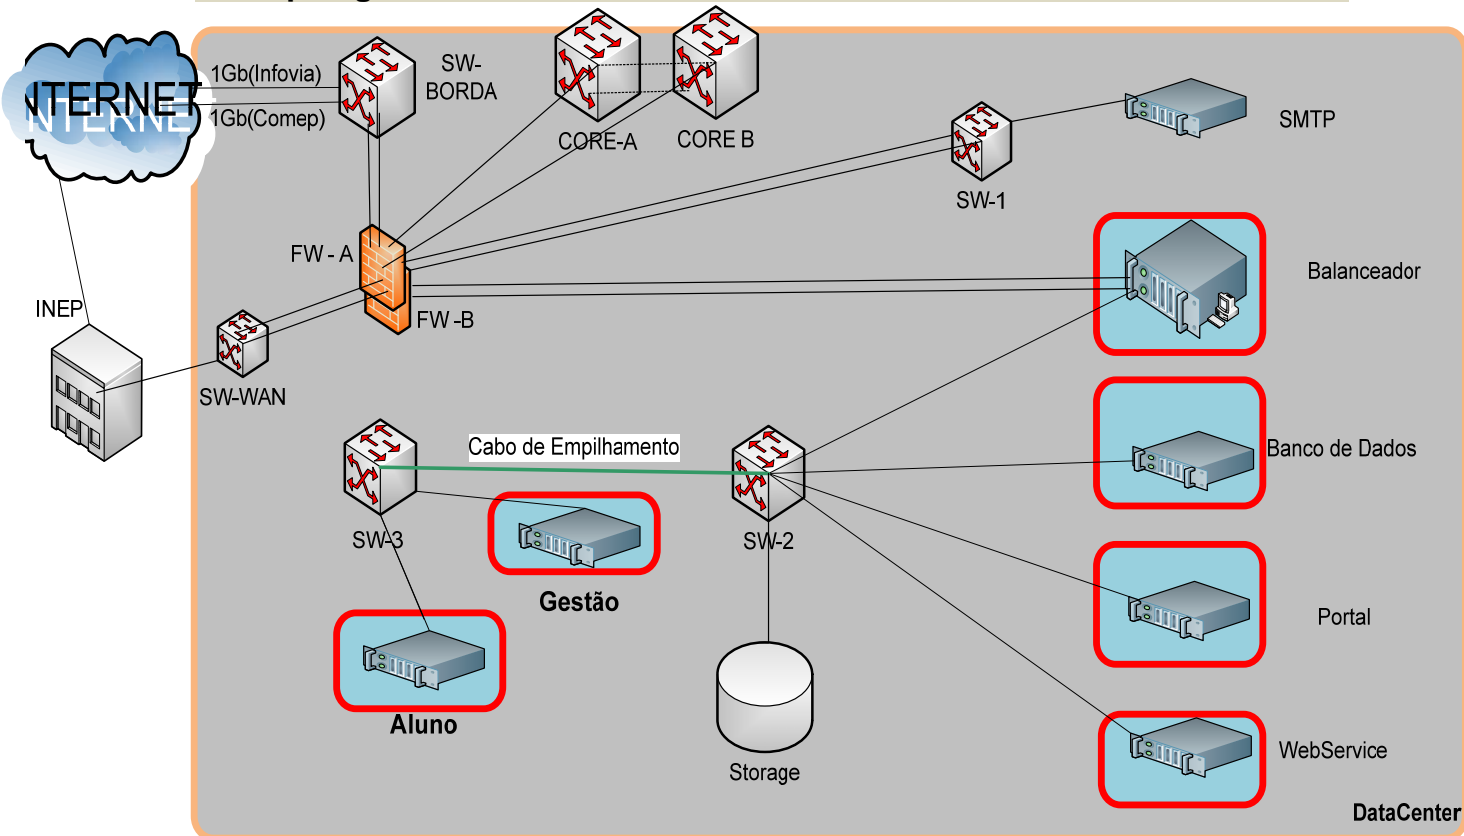 INTERNET
1Gb(Infovia)
1Gb(Comep)
SW-
BORDA
CORE-A
CORE B
SW-1
SMTP
FW - A
FW -B
Balanceador
INEP
SW-WAN
Cabo de Empilhamento
Banco de Dados
SW-3
SW-2
Gestão
Portal
Aluno
Storage
WebService
DataCenter